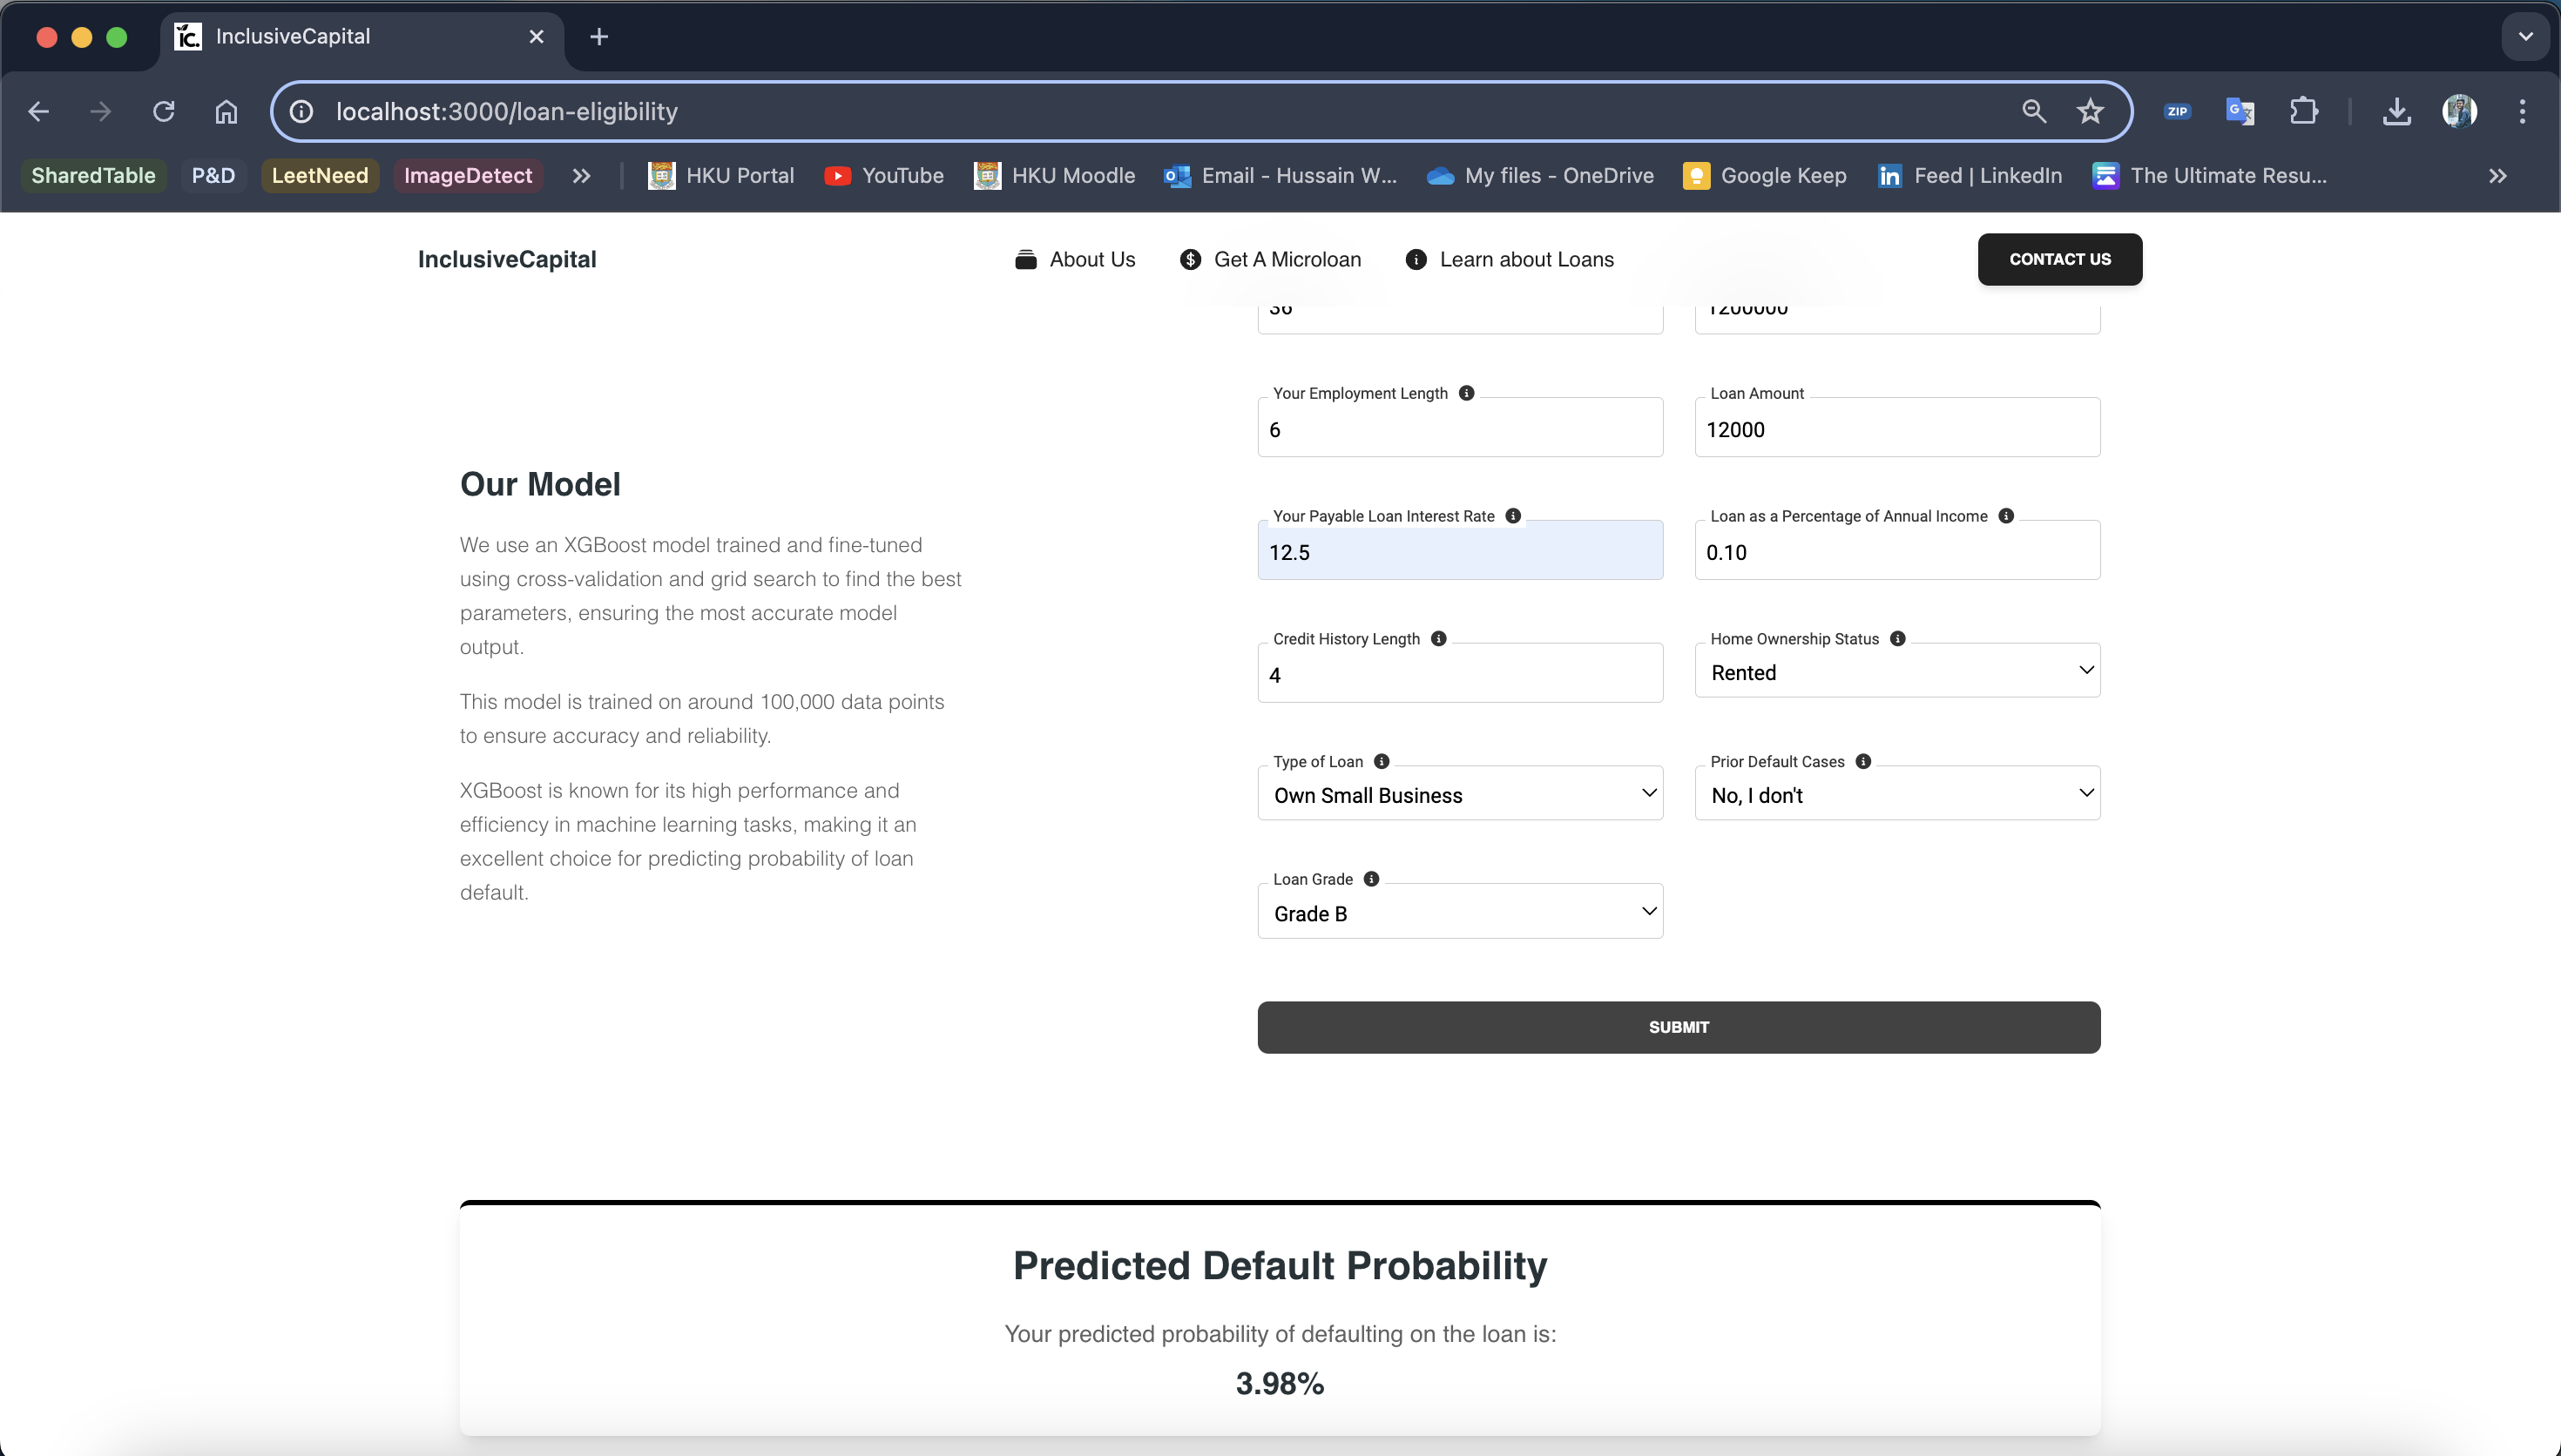 InclusiveCapital
localhost:3000/loan-eligibility
ZIP
SharedTable
P&D
LeetNeed
ImageDetect
HKU Portal
YouTube
HKU Moodle
Email - Hussain W...
My files - OneDrive
Google Keep
Feed | LinkedIn
The Ultimate Resu...
InclusiveCapital
About Us
Get A Microloan
Learn about Loans
CONTACT US
36
1200000
Your Employment Length
6
Loan Amount
12000
Our Model
We use an XGBoost model trained and fine-tuned
using cross-validation and grid search to find the best
parameters, ensuring the most accurate model
output.
This model is trained on around 100,000 data points
to ensure accuracy and reliability.
XGBoost is known for its high performance and
efficiency in machine learning tasks, making it an
excellent choice for predicting probability of loan
default.
Your Payable Loan Interest Rate
12.5
Loan as a Percentage of Annual Income
0.10
Credit History Length
4
Home Ownership Status
Rented
Type of Loan
Own Small Business
Prior Default Cases
No, I don't
Loan Grade
Grade B
SUBMIT
Predicted Default Probability
Your predicted probability of defaulting on the loan is:
3.98%